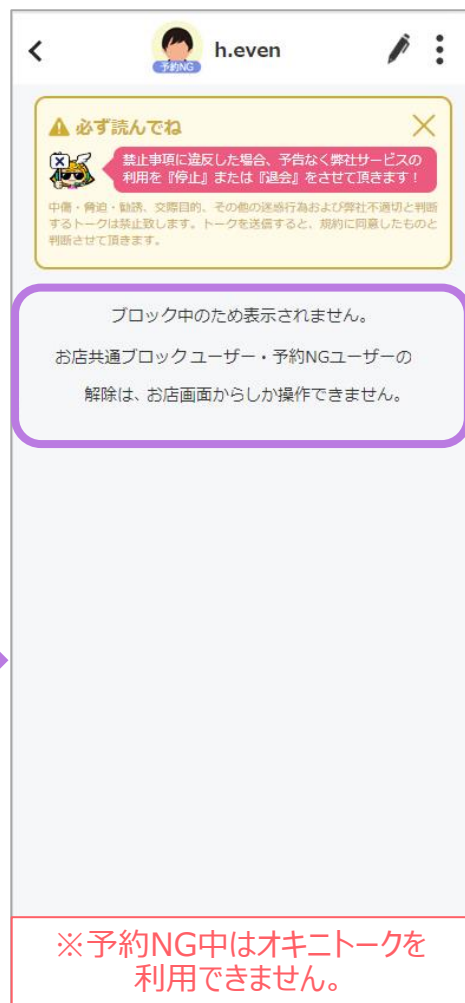 h.even
予約NG
必ず読んでね
禁止事項に違反した場合、予告なく弊社サービスの
利用を『停止』または『退会』をさせて頂きます！
中傷・脅迫・勧誘、交際目的、その他の迷惑行為および弊社不適切と判断
するトークは禁止致します。トークを送信すると、規約に同意したものと
判断させて頂きます。
ブロック中のため表示されません。
お店共通ブロックユーザー・予約NGユーザーの
解除は、お店画面からしか操作できません。
※予約NG中はオキニトークを
利用できません。